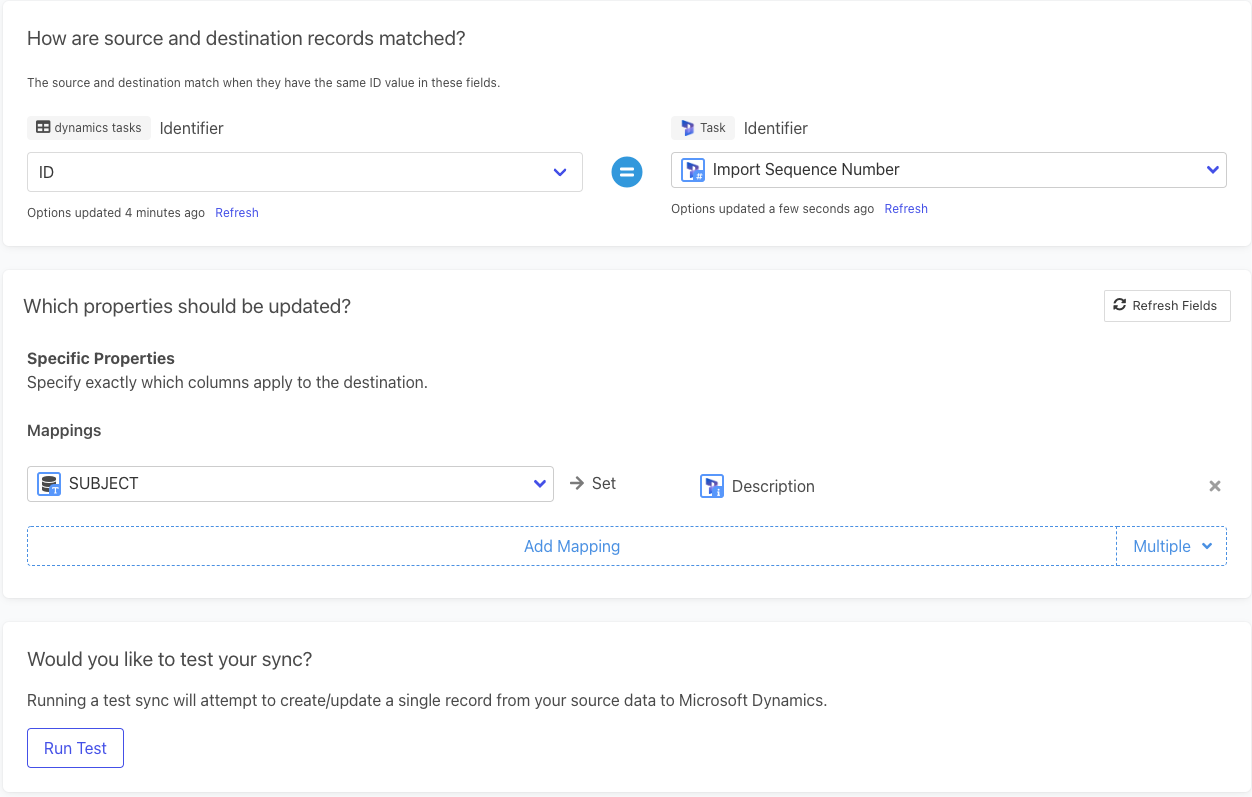 How are source and destination records matched?
The source and destination match when they have the same ID value in these fields.
dynamics tasks Identifier
ID
Options updated 4 minutes ago Refresh
Task Identifier
Import Sequence Number
Options updated a few seconds ago Refresh
Which properties should be updated?
Refresh Fields
Specific Properties
Specify exactly which columns apply to the destination.
Mappings
SUBJECT
Set
Description
Add Mapping
Multiple
Would you like to test your sync?
Running a test sync will attempt to create/update a single record from your source data to Microsoft Dynamics.
Run Test